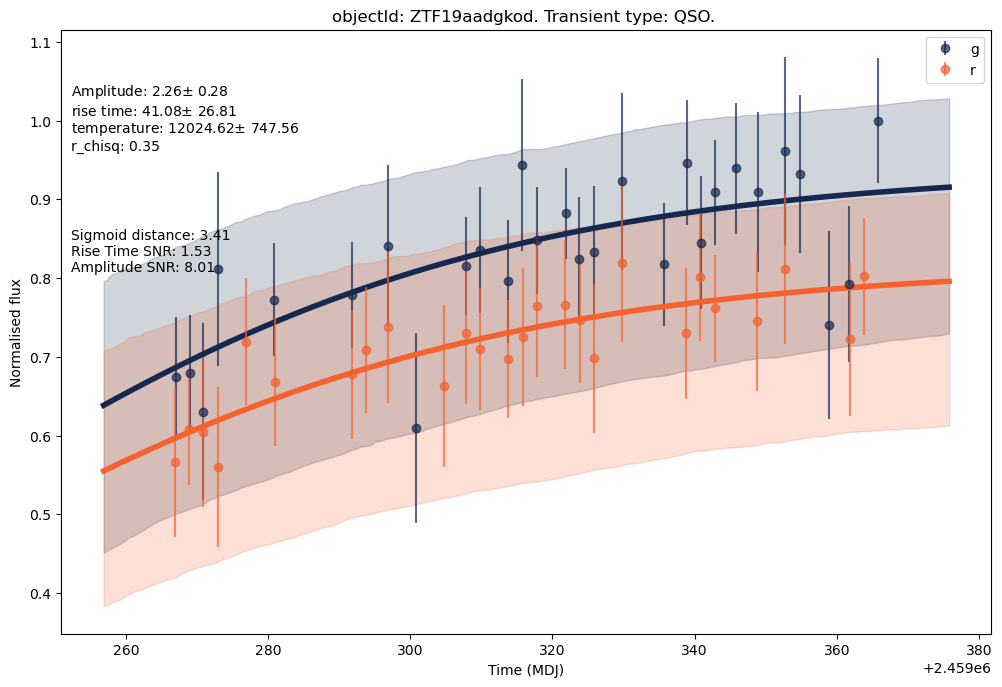 objectId: ZTF19aadgkod. Transient type: QSO.
Amplitude: 2.26± 0.28
rise time: 41.08± 26.81
temperature: 12024.62± 747.56
r_chisq: 0.35
Sigmoid distance: 3.41
Rise Time SNR: 1.53
Amplitude SNR: 8.01
g
r
Normalised flux
1.1
1.0
0.9
0.8
0.7
0.6
0.5
0.4
260 280 300 320 340 360 380
Time (MDJ)
+2.459e6